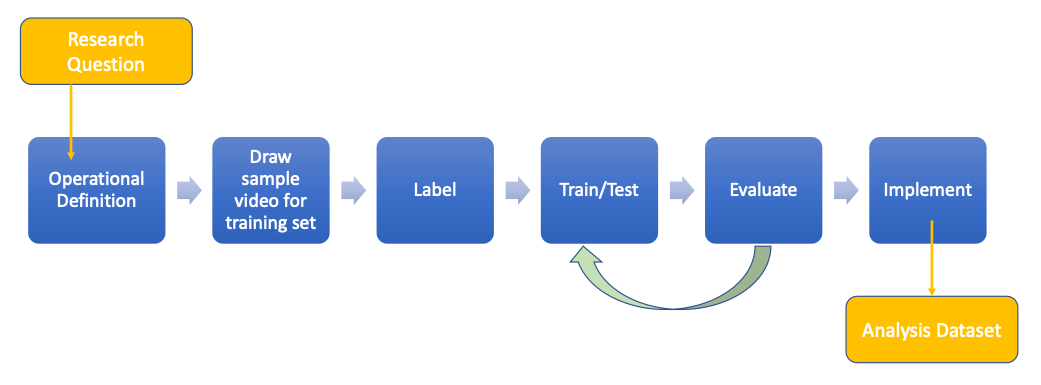 Research
Question
Operational
Definition
Draw
sample
video for
training set
Label
Train/Test
Evaluate
Implement
Analysis Dataset